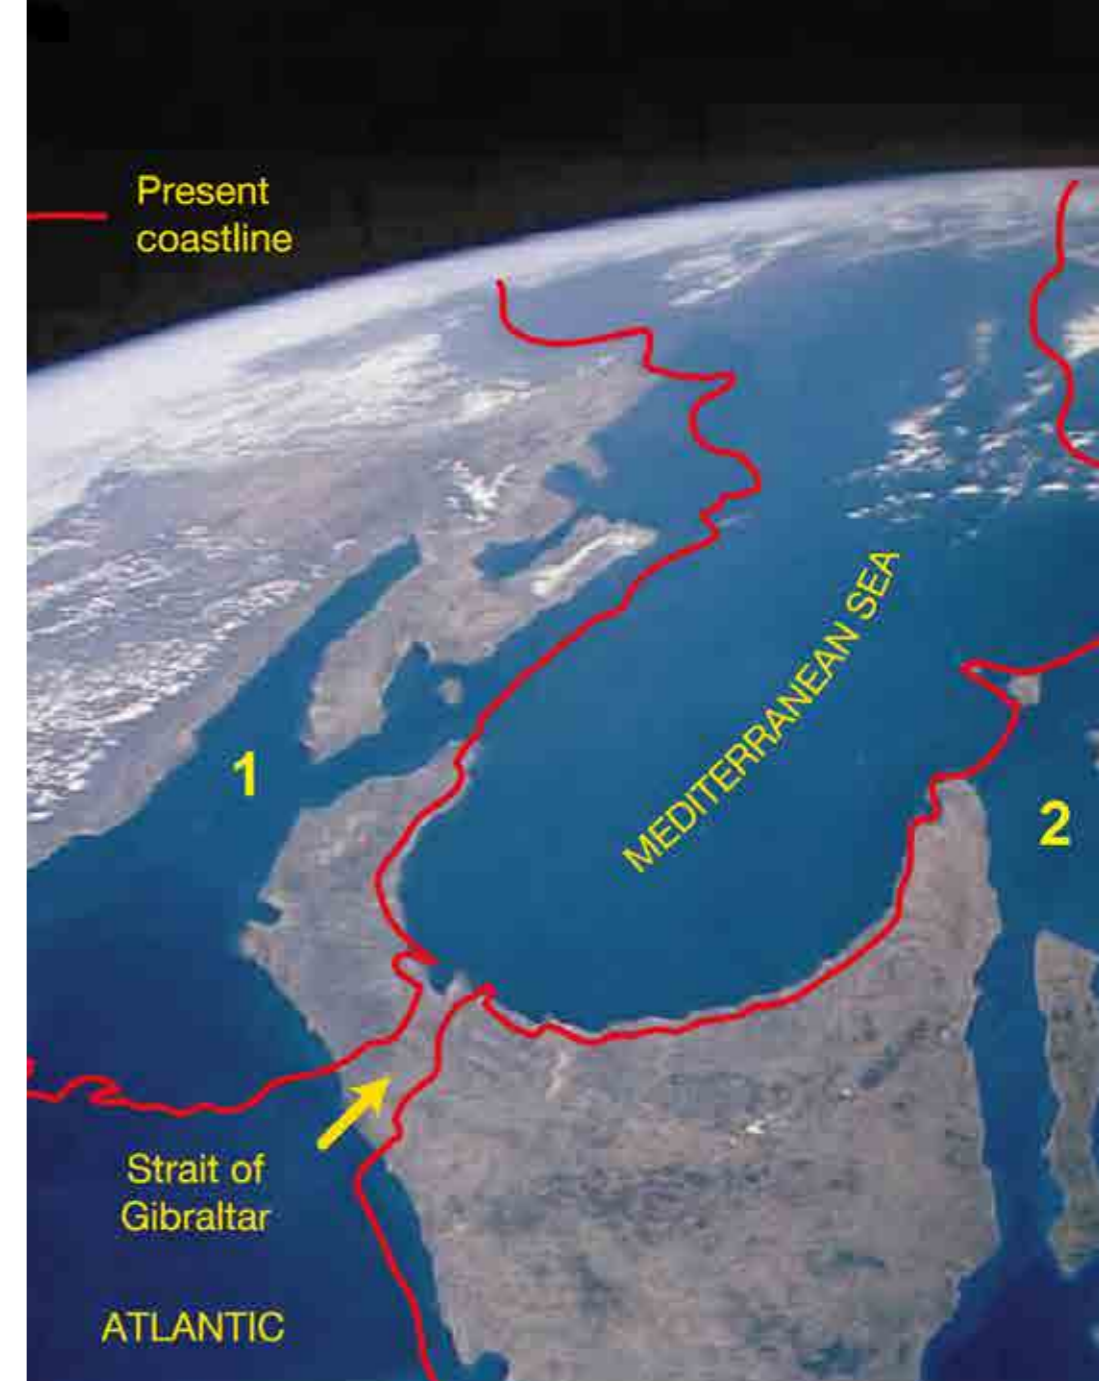 Present
coastline
MEDITERRANEAN SEA
1
2
Strait of
Gibraltar
ATLANTIC